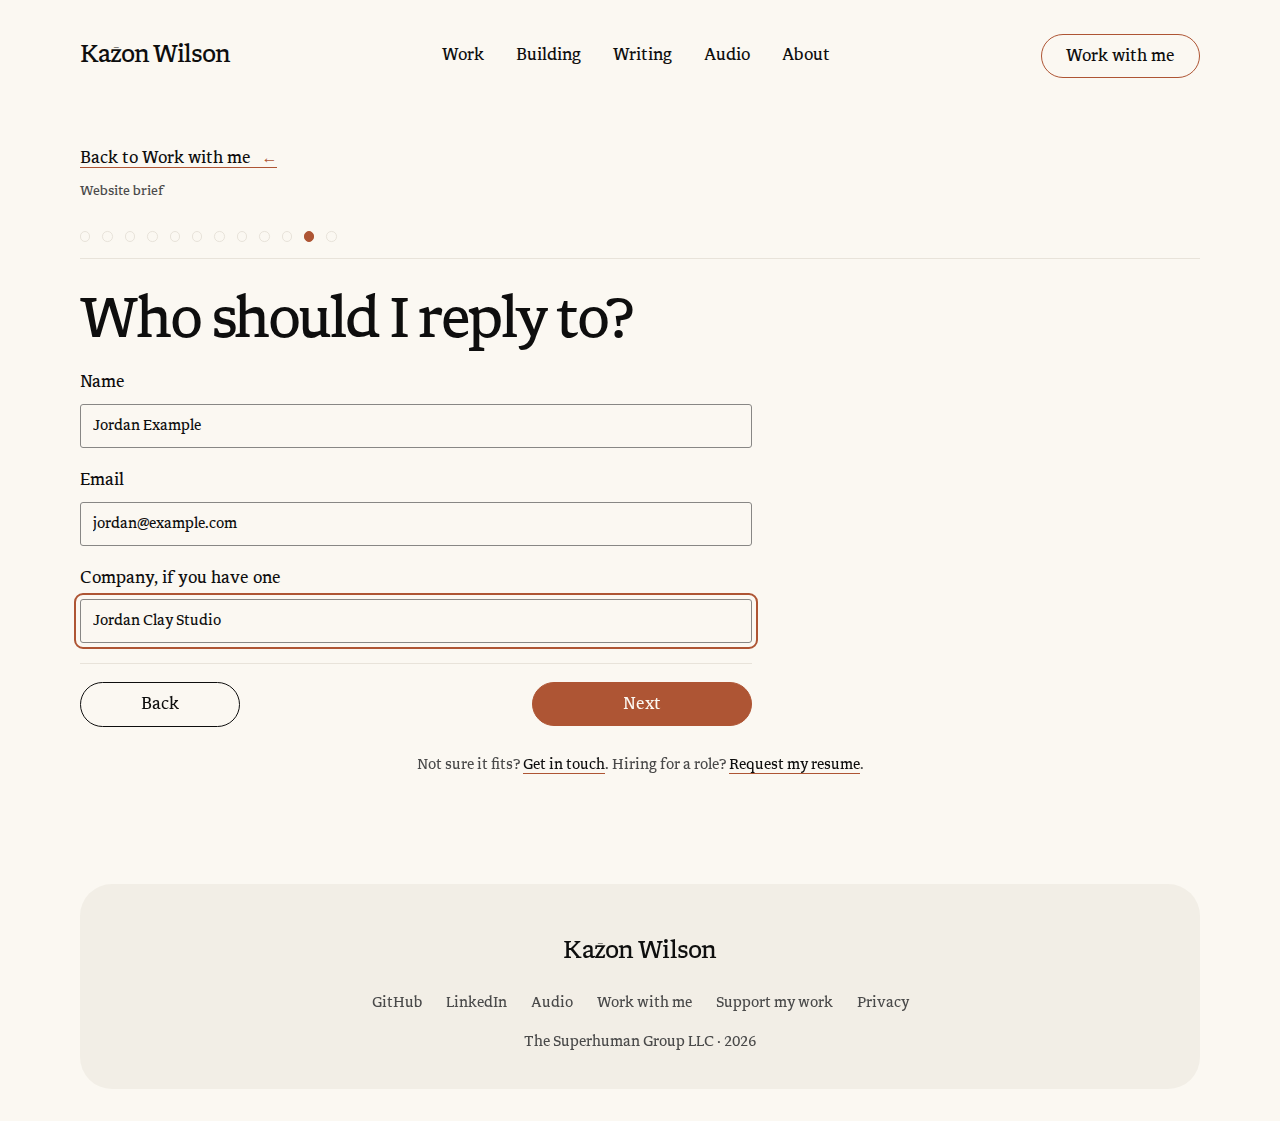 Każon Wilson
Work
Building
Writing
Audio
About
Work with me
Back to Work with me ←
Website brief
Who should I reply to?
Name
Jordan Example
Email
jordan@example.com
Company, if you have one
Jordan Clay Studio
Back
Next
Not sure it fits? Get in touch. Hiring for a role? Request my resume.
Każon Wilson
GitHub
LinkedIn
Audio
Work with me
Support my work
Privacy
The Superhuman Group LLC · 2026